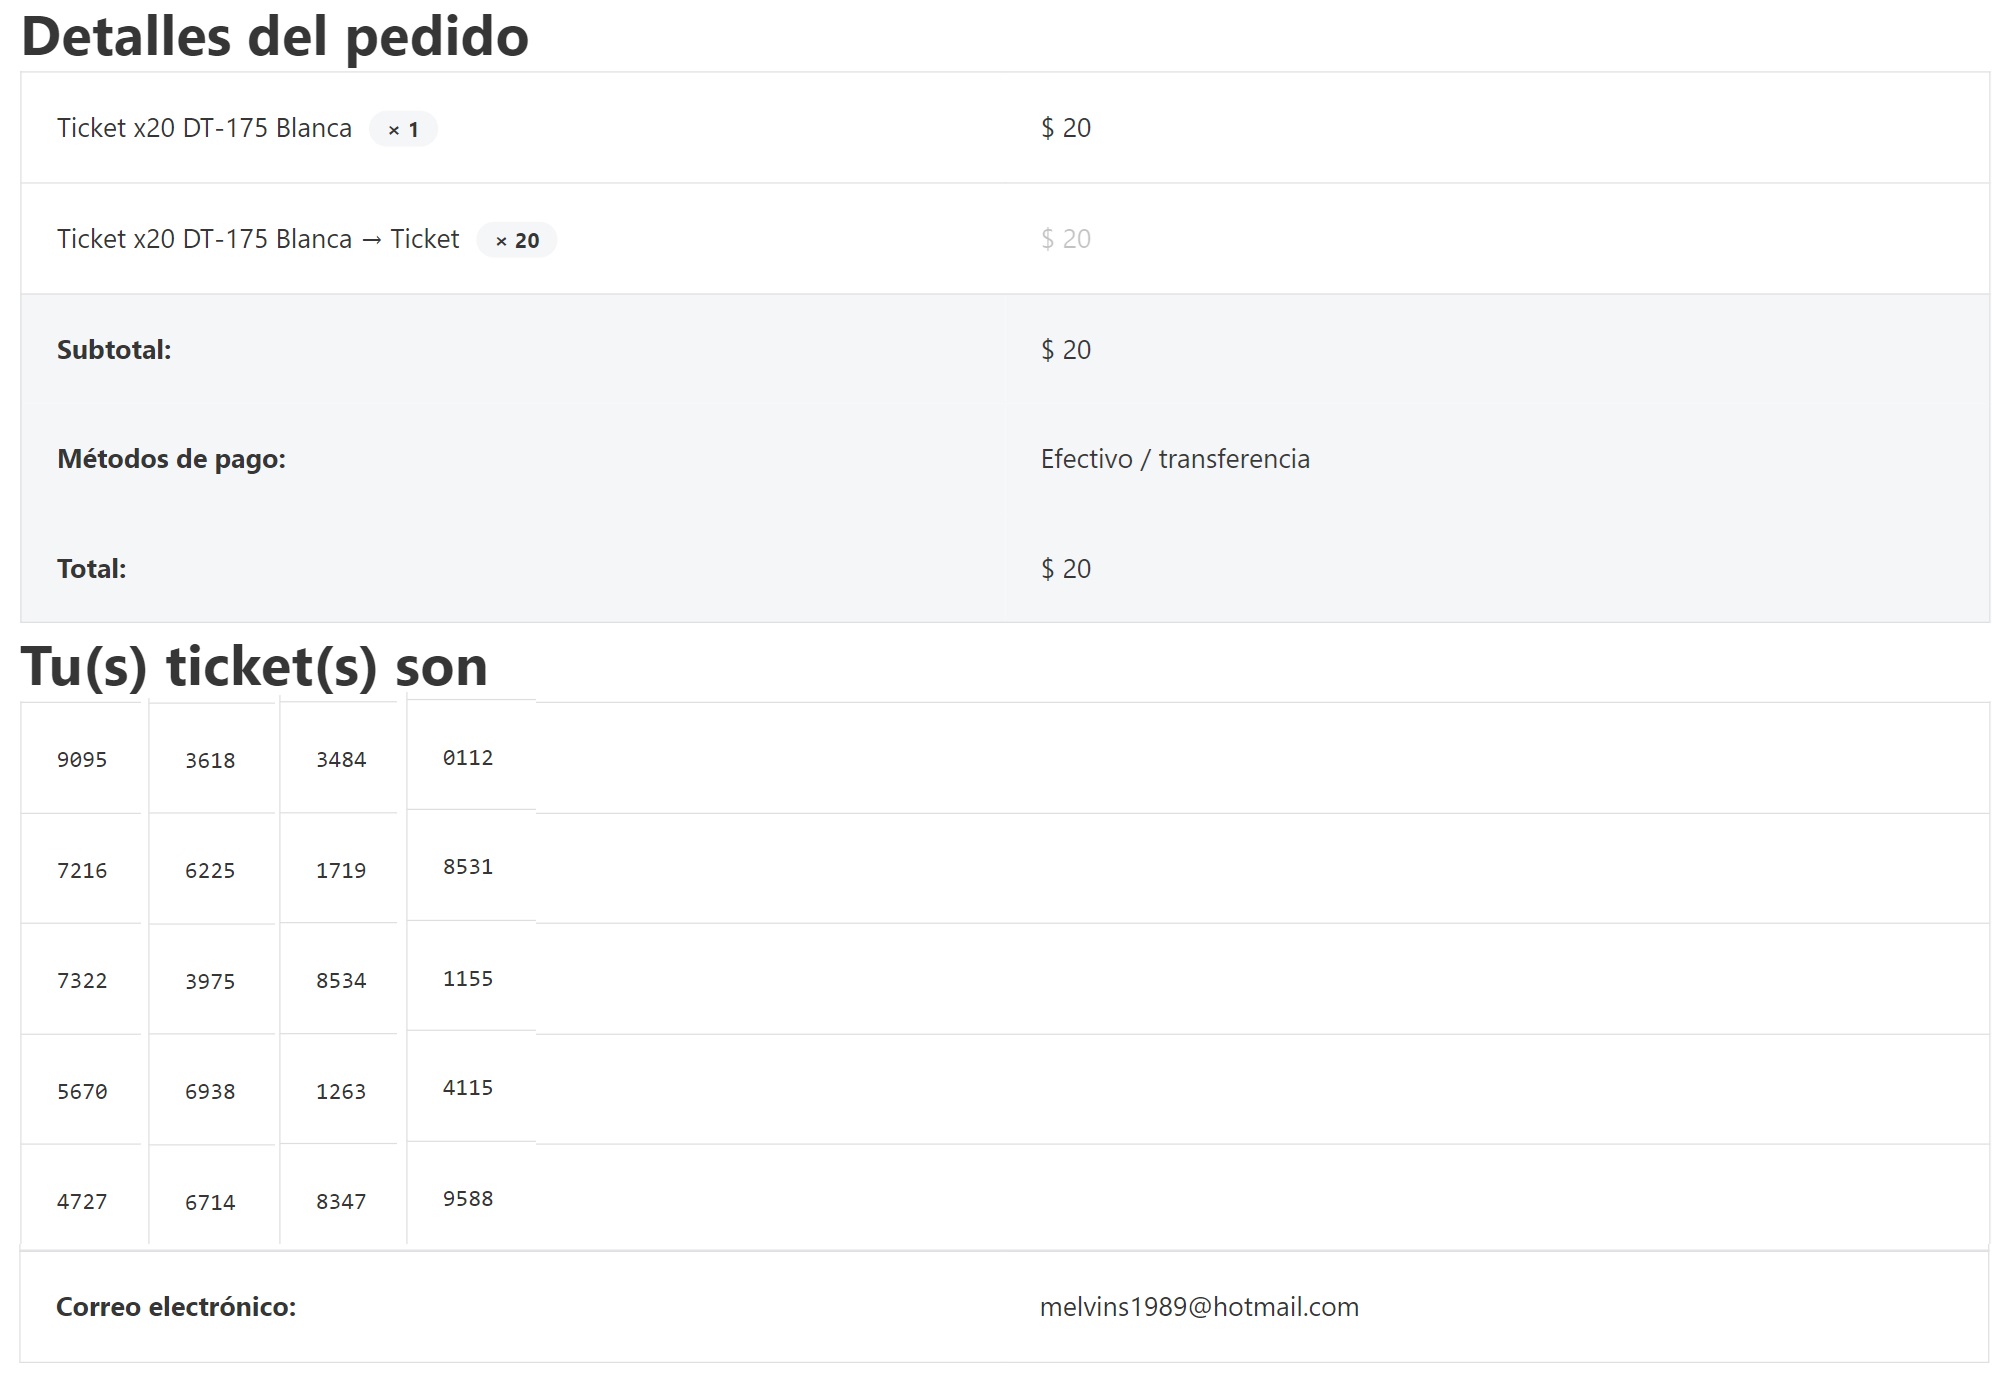 Detalles del pedido
Ticket x20 DT-175 Blanca × 1 $ 20
Ticket x20 DT-175 Blanca → Ticket × 20 $ 20
Subtotal: $ 20
Métodos de pago: Efectivo / transferencia
Total: $ 20
Tu(s) ticket(s) son
9095 3618 3484 0112
7216 6225 1719 8531
7322 3975 8534 1155
5670 6938 1263 4115
4727 6714 8347 9588
Correo electrónico: melvins1989@hotmail.com